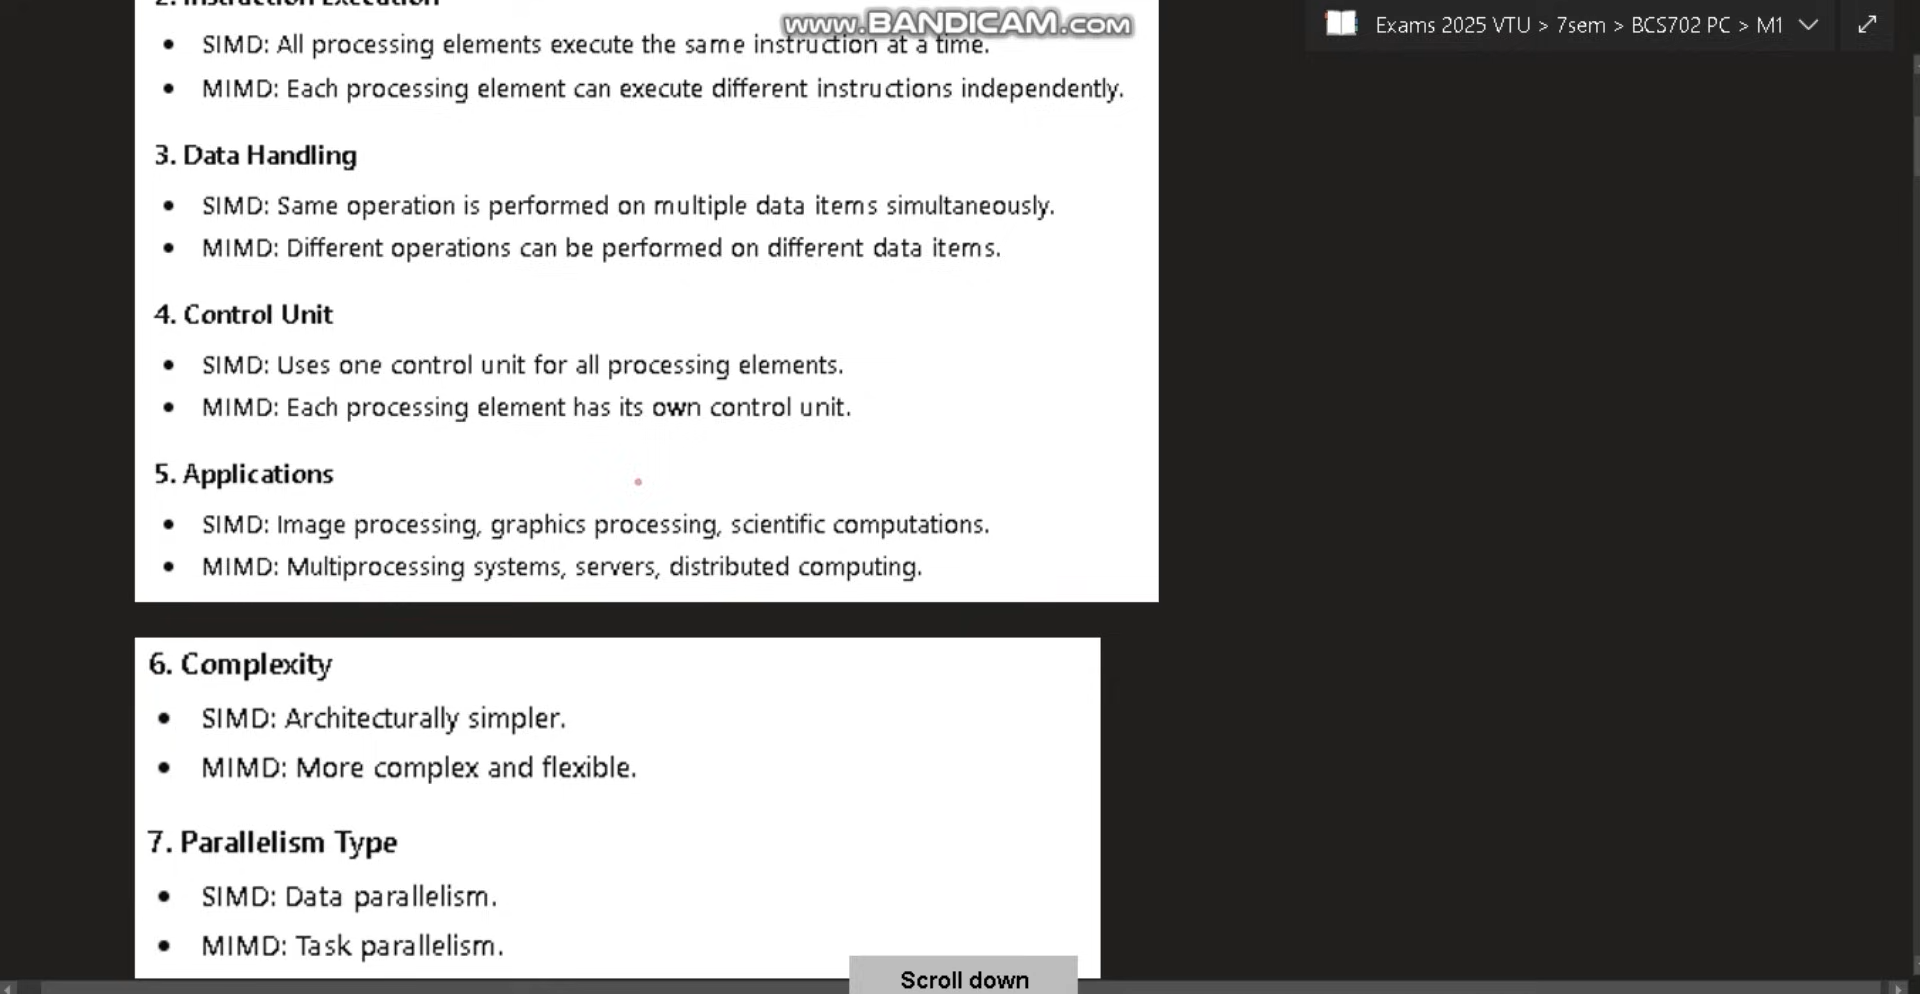 2. Instruction Execution
www.BANDICAM.com
Exams 2025 VTU > 7sem > BCS702 PC > M1
• SIMD: All processing elements execute the same instruction at a time.
• MIMD: Each processing element can execute different instructions independently.
3. Data Handling
• SIMD: Same operation is performed on multiple data items simultaneously.
• MIMD: Different operations can be performed on different data items.
4. Control Unit
• SIMD: Uses one control unit for all processing elements.
• MIMD: Each processing element has its own control unit.
5. Applications
• SIMD: Image processing, graphics processing, scientific computations.
• MIMD: Multiprocessing systems, servers, distributed computing.
6. Complexity
• SIMD: Architecturally simpler.
• MIMD: More complex and flexible.
7. Parallelism Type
• SIMD: Data parallelism.
• MIMD: Task parallelism.
Scroll down